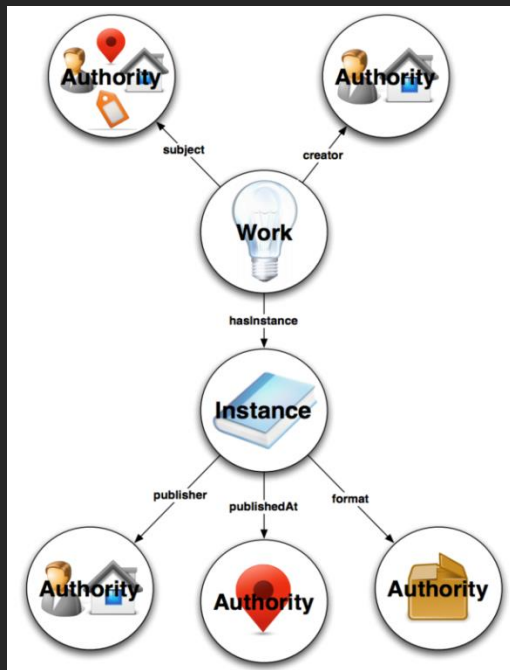 Authority
Authority
subject
creator
Work
hasInstance
Instance
publisher
publishedAt
format
Authority
Authority
Authority